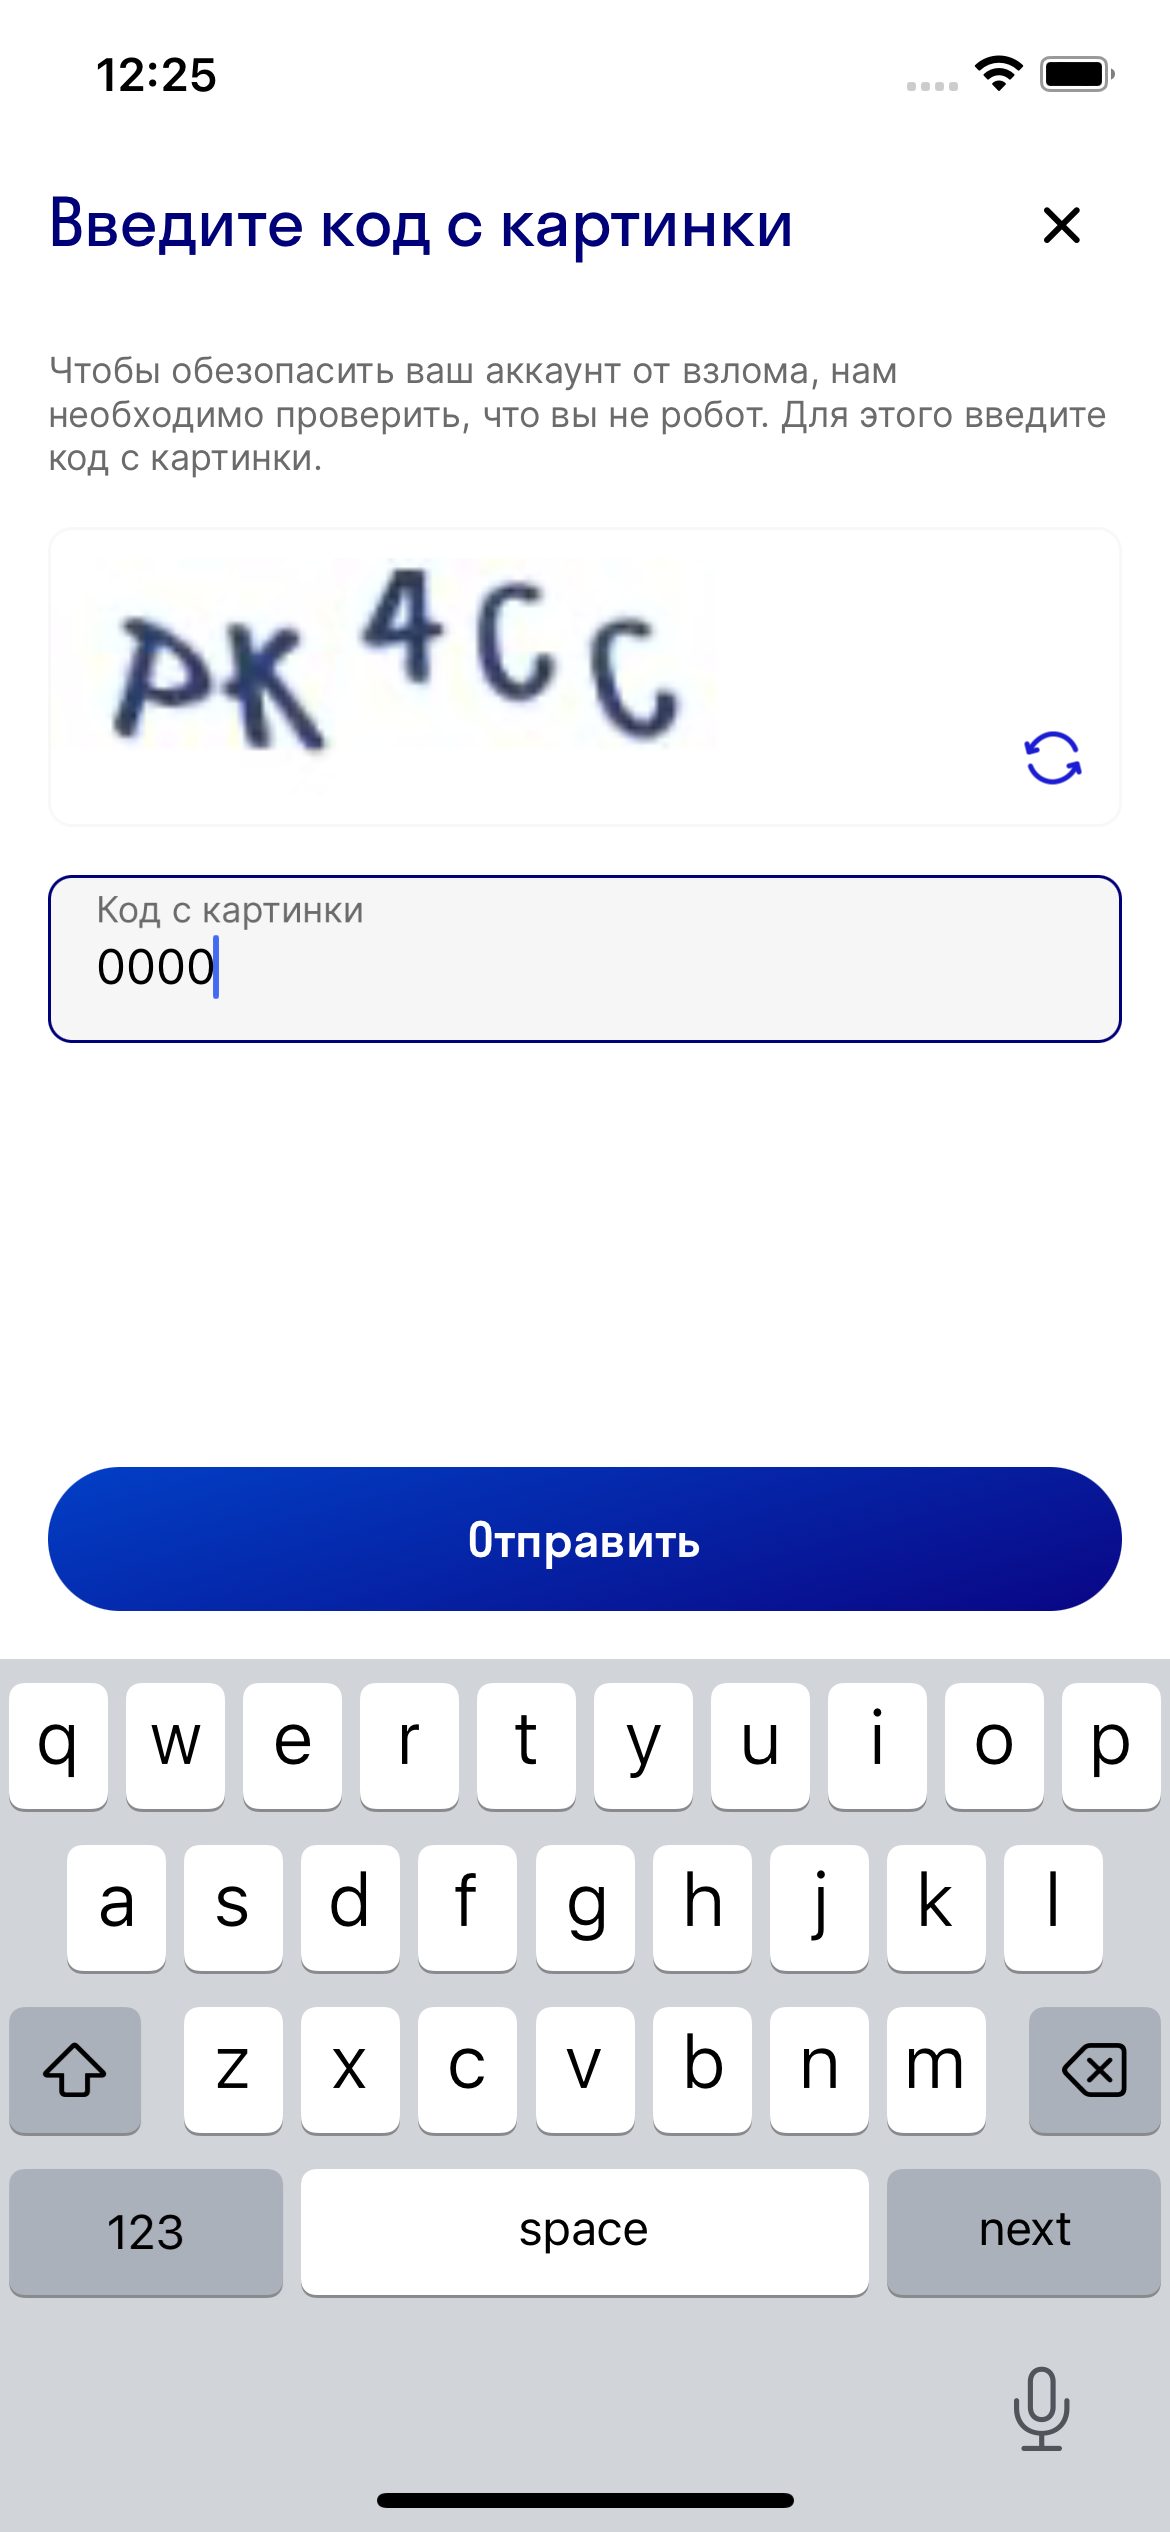 12:25
Введите код с картинки
Чтобы обезопасить ваш аккаунт от взлома, нам
необходимо проверить, что вы не робот. Для этого введите
код с картинки.
PK4CC
Код с картинки
0000
Отправить
q w e r t y u i o p
a s d f g h j k l
z x c v b n m
123 space next